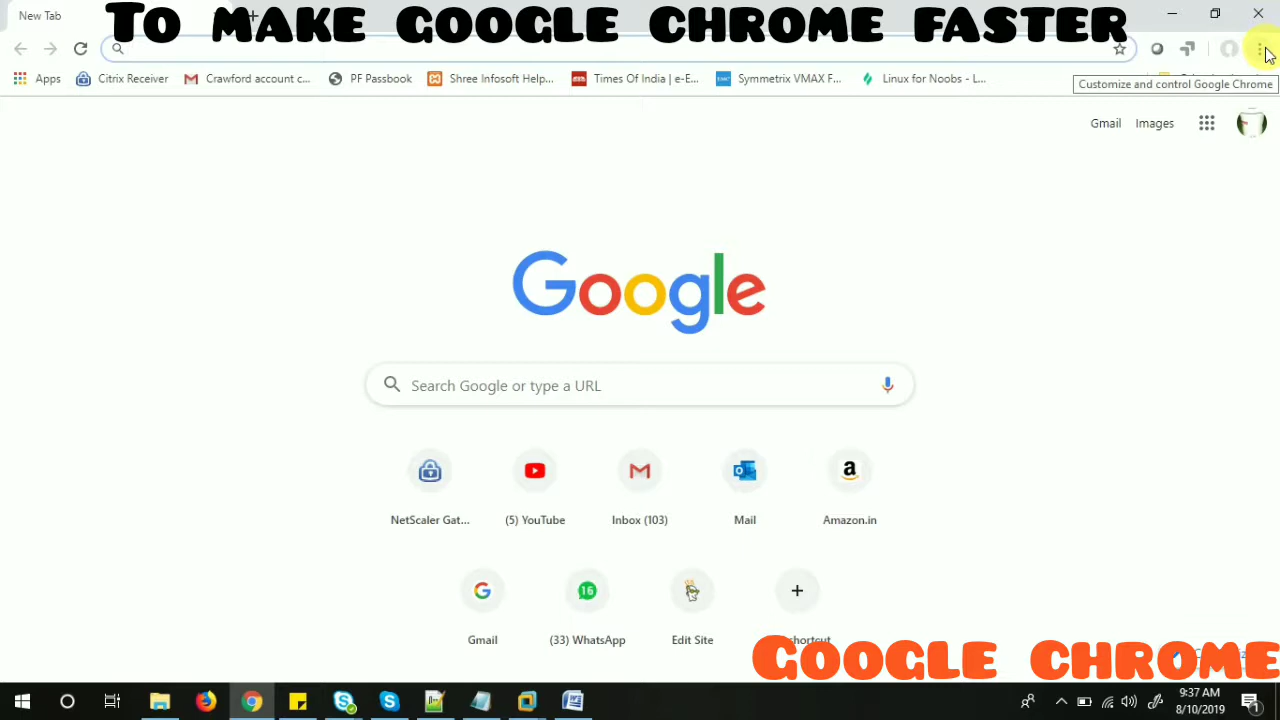 To make google chrome faster
New Tab
Customize and control Google Chrome
Apps Citrix Receiver Crawford account c... PF Passbook Shree Infosoft Help... Times Of India | e-E... Symmetrix VMAX F... Linux for Noobs - L...
Gmail Images
Google
Search Google or type a URL
NetScaler Gat... (5) YouTube Inbox (103) Mail Amazon.in
16
Gmail (33) WhatsApp Edit Site shortcut
Google chrome
9:37 AM
8/10/2019
1